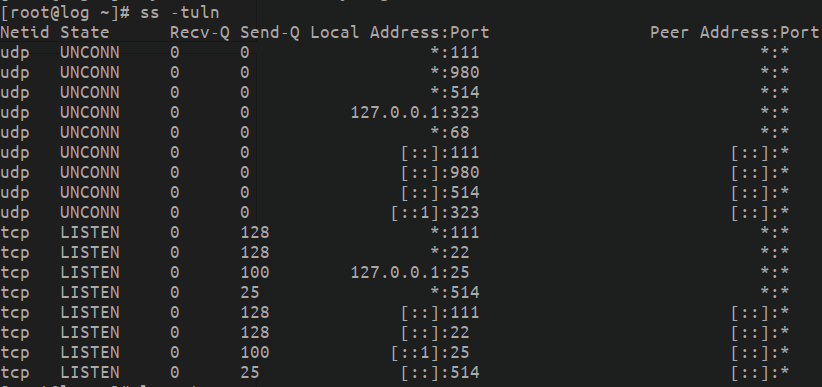 [root@log ~]# ss -tuln
Netid State Recv-Q Send-Q Local Address:Port Peer Address:Port
udp UNCONN 0 0 *:111 *:*
udp UNCONN 0 0 *:980 *:*
udp UNCONN 0 0 *:514 *:*
udp UNCONN 0 0 127.0.0.1:323 *:*
udp UNCONN 0 0 *:68 *:*
udp UNCONN 0 0 [::]:111 [::]:*
udp UNCONN 0 0 [::]:980 [::]:*
udp UNCONN 0 0 [::]:514 [::]:*
udp UNCONN 0 0 [::1]:323 [::]:*
tcp LISTEN 0 128 *:111 *:*
tcp LISTEN 0 128 *:22 *:*
tcp LISTEN 0 100 127.0.0.1:25 *:*
tcp LISTEN 0 25 *:514 *:*
tcp LISTEN 0 128 [::]:111 [::]:*
tcp LISTEN 0 128 [::]:22 [::]:*
tcp LISTEN 0 100 [::1]:25 [::]:*
tcp LISTEN 0 25 [::]:514 [::]:*